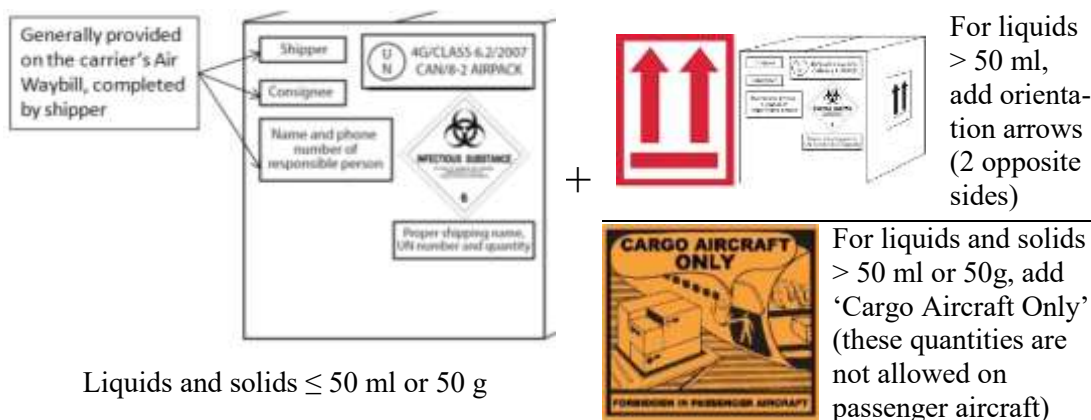 Generally provided
on the carrier's Air
Waybill, completed
by shipper
Shipper
Consignee
Name and phone
number of
responsible person
U
N
4G/CLASS 6.2/2007
CAN/8-2 AIRPACK
INFECTIOUS SUBSTANCE
6
Proper shipping name,
UN number and quantity
Liquids and solids ≤ 50 ml or 50 g
+
For liquids
> 50 ml,
add orienta-
tion arrows
(2 opposite
sides)
CARGO AIRCRAFT
ONLY
FORBIDDEN IN PASSENGER AIRCRAFT
For liquids and solids
> 50 ml or 50g, add
‘Cargo Aircraft Only’
(these quantities are
not allowed on
passenger aircraft)